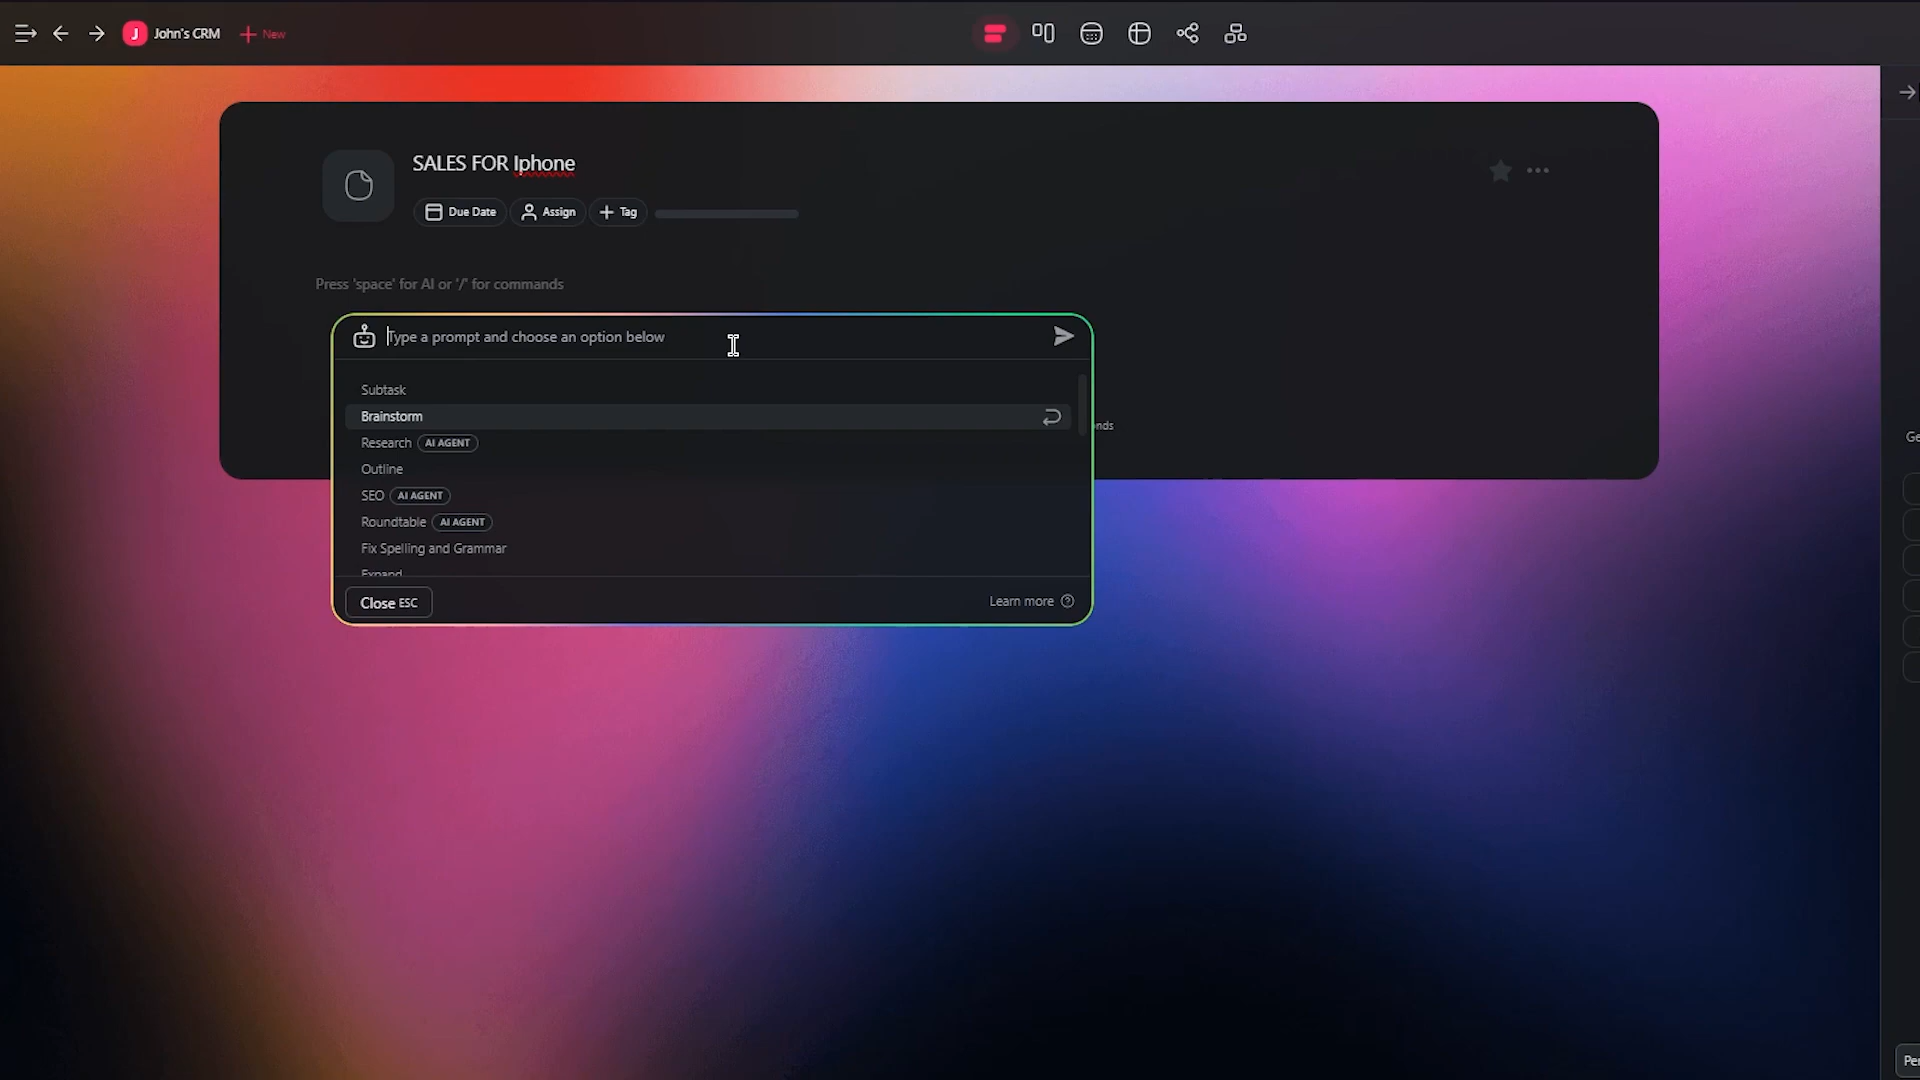 J John's CRM + New
SALES FOR Iphone
Due Date Assign + Tag
Press 'space' for AI or '/' for commands
Type a prompt and choose an option below
Subtask
Brainstorm
Research AI AGENT
Outline
SEO AI AGENT
Roundtable AI AGENT
Fix Spelling and Grammar
Expand
Close ESC
Learn more